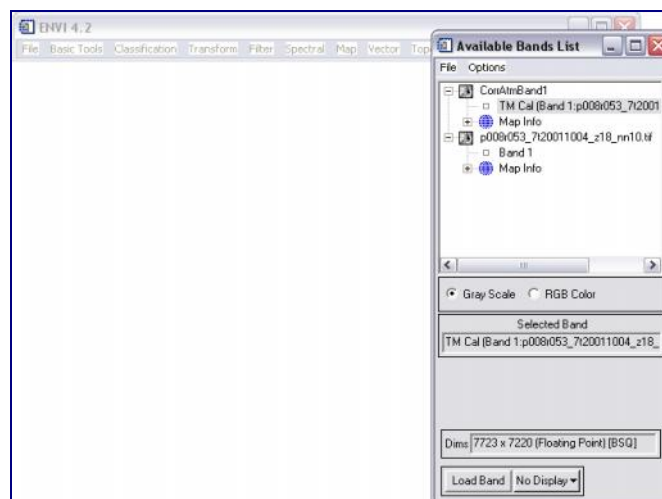 ENVI 4.2
File Basic Tools Classification Transform Filter Spectral Map Vector Top
Available Bands List
File Options
CorrAtmBand1
TM Cal (Band 1:p008r053_7t2001
Map Info
p008r053_7t20011004_z18_nn10.tif
Band 1
Map Info
Gray Scale RGB Color
Selected Band
TM Cal (Band 1:p008r053_7t20011004_z18_
Dims 7723 x 7220 (Floating Point) [BSQ]
Load Band No Display